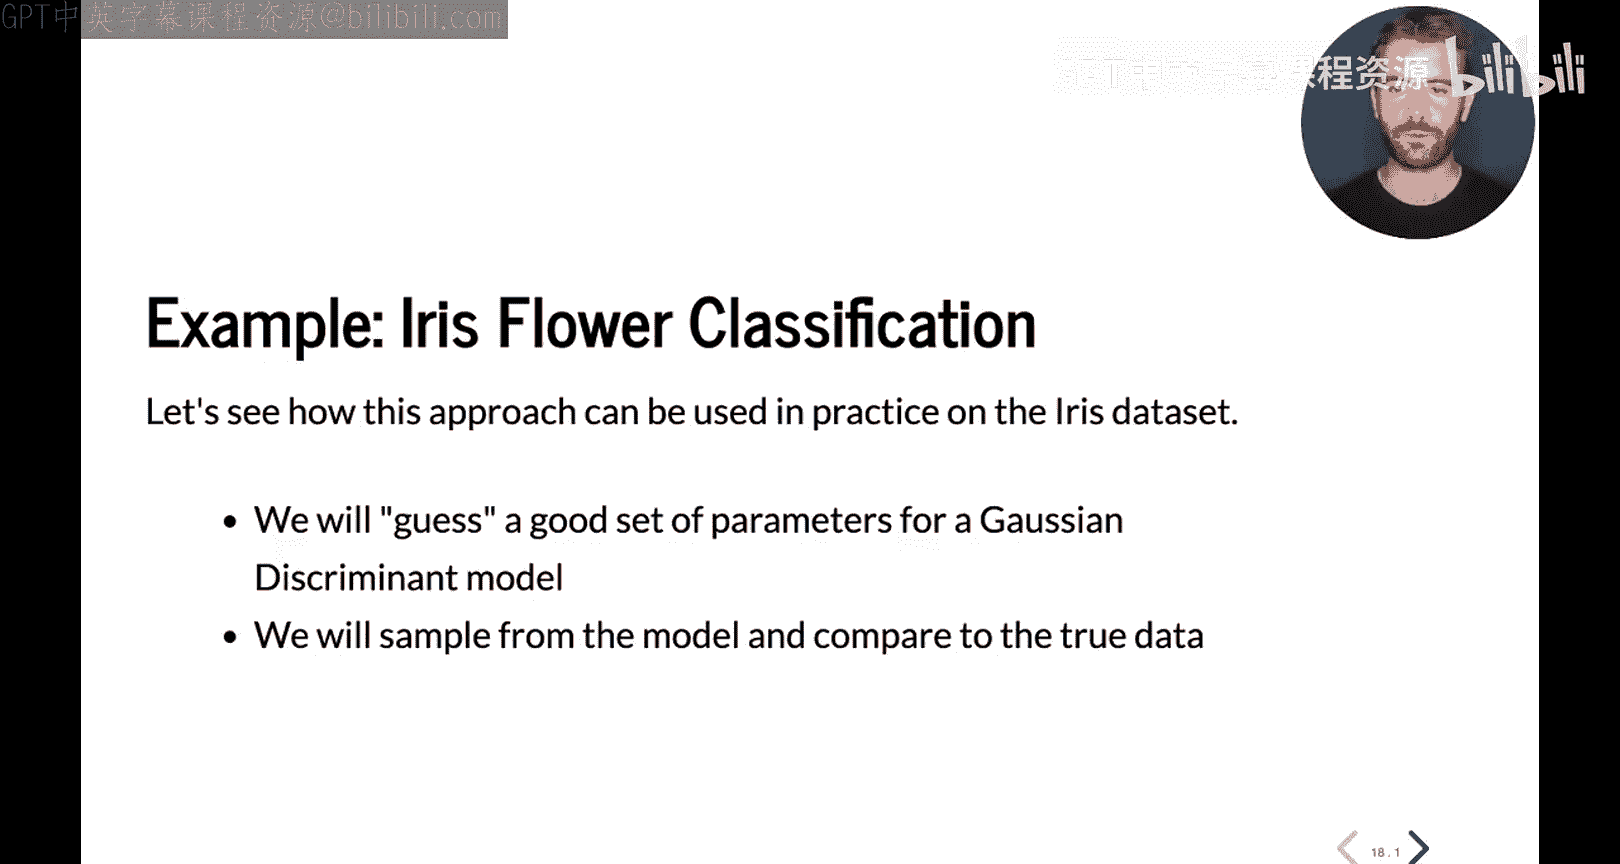 GPT中英字幕课程资源@bilibili.com
课程资源 bilibili
Example: Iris Flower Classification
Let's see how this approach can be used in practice on the Iris dataset.
• We will "guess" a good set of parameters for a Gaussian
Discriminant model
• We will sample from the model and compare to the true data
18.1